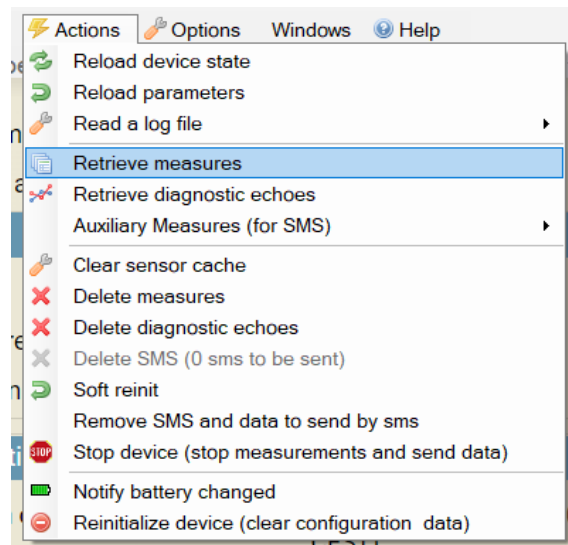 Actions Options Windows Help
Reload device state
Reload parameters
Read a log file
Retrieve measures
Retrieve diagnostic echoes
Auxiliary Measures (for SMS)
Clear sensor cache
Delete measures
Delete diagnostic echoes
Delete SMS (0 sms to be sent)
Soft reinit
Remove SMS and data to send by sms
STOP Stop device (stop measurements and send data)
Notify battery changed
Reinitialize device (clear configuration data)